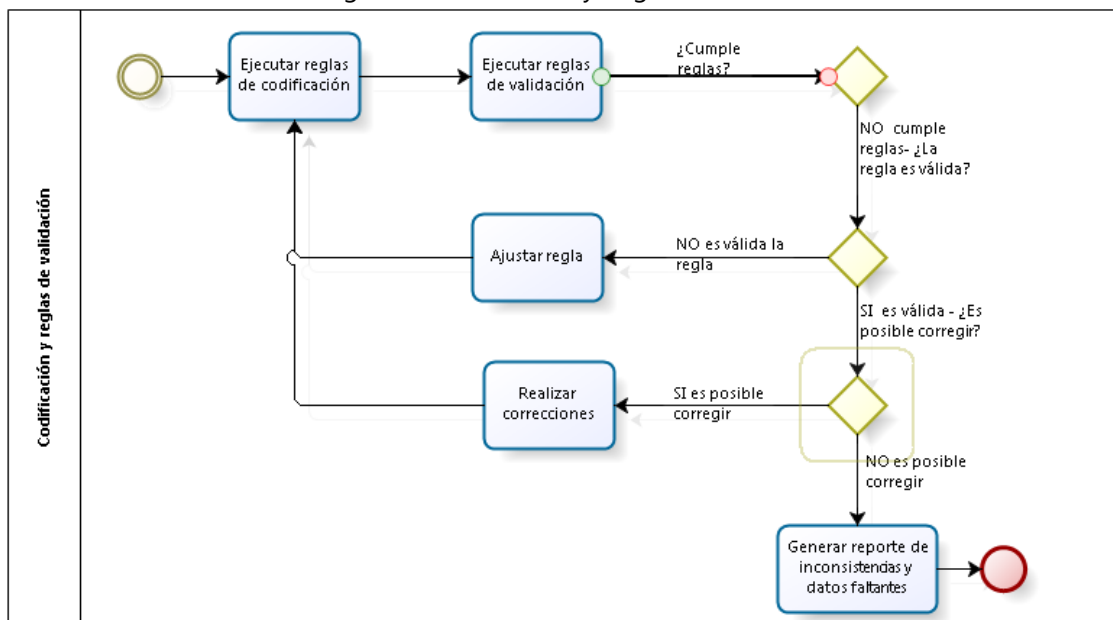 Codificación y reglas de validación
Ejecutar reglas
de codificación
Ejecutar reglas
de validación
¿Cumple
reglas?
NO cumple
reglas- ¿La
regla es válida?
Ajustar regla
NO es válida la
regla
SI es válida - ¿Es
posible corregir?
Realizar
correcciones
SI es posible
corregir
NO es posible
corregir
Generar reporte de
inconsistencias y
datos faltantes